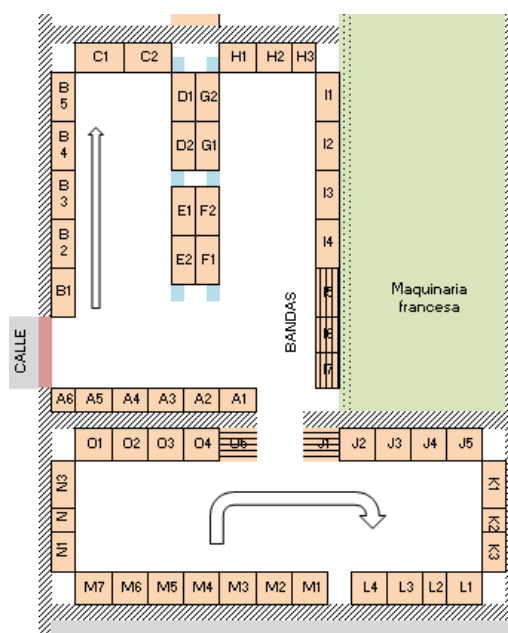 C1 C2 H1 H2 H3
B5 D1 G2 I1
B4 D2 G1 I2
B3 E1 F2 I3
B2 E2 F1 I4
B1 I5
Maquinaria
francesa
BANDAS
CALLE
I6
I7
A6 A5 A4 A3 A2 A1
O1 O2 O3 O4 O5 J1 J2 J3 J4 J5
N3 K1
N K2
N1 K3
M7 M6 M5 M4 M3 M2 M1 L4 L3 L2 L1